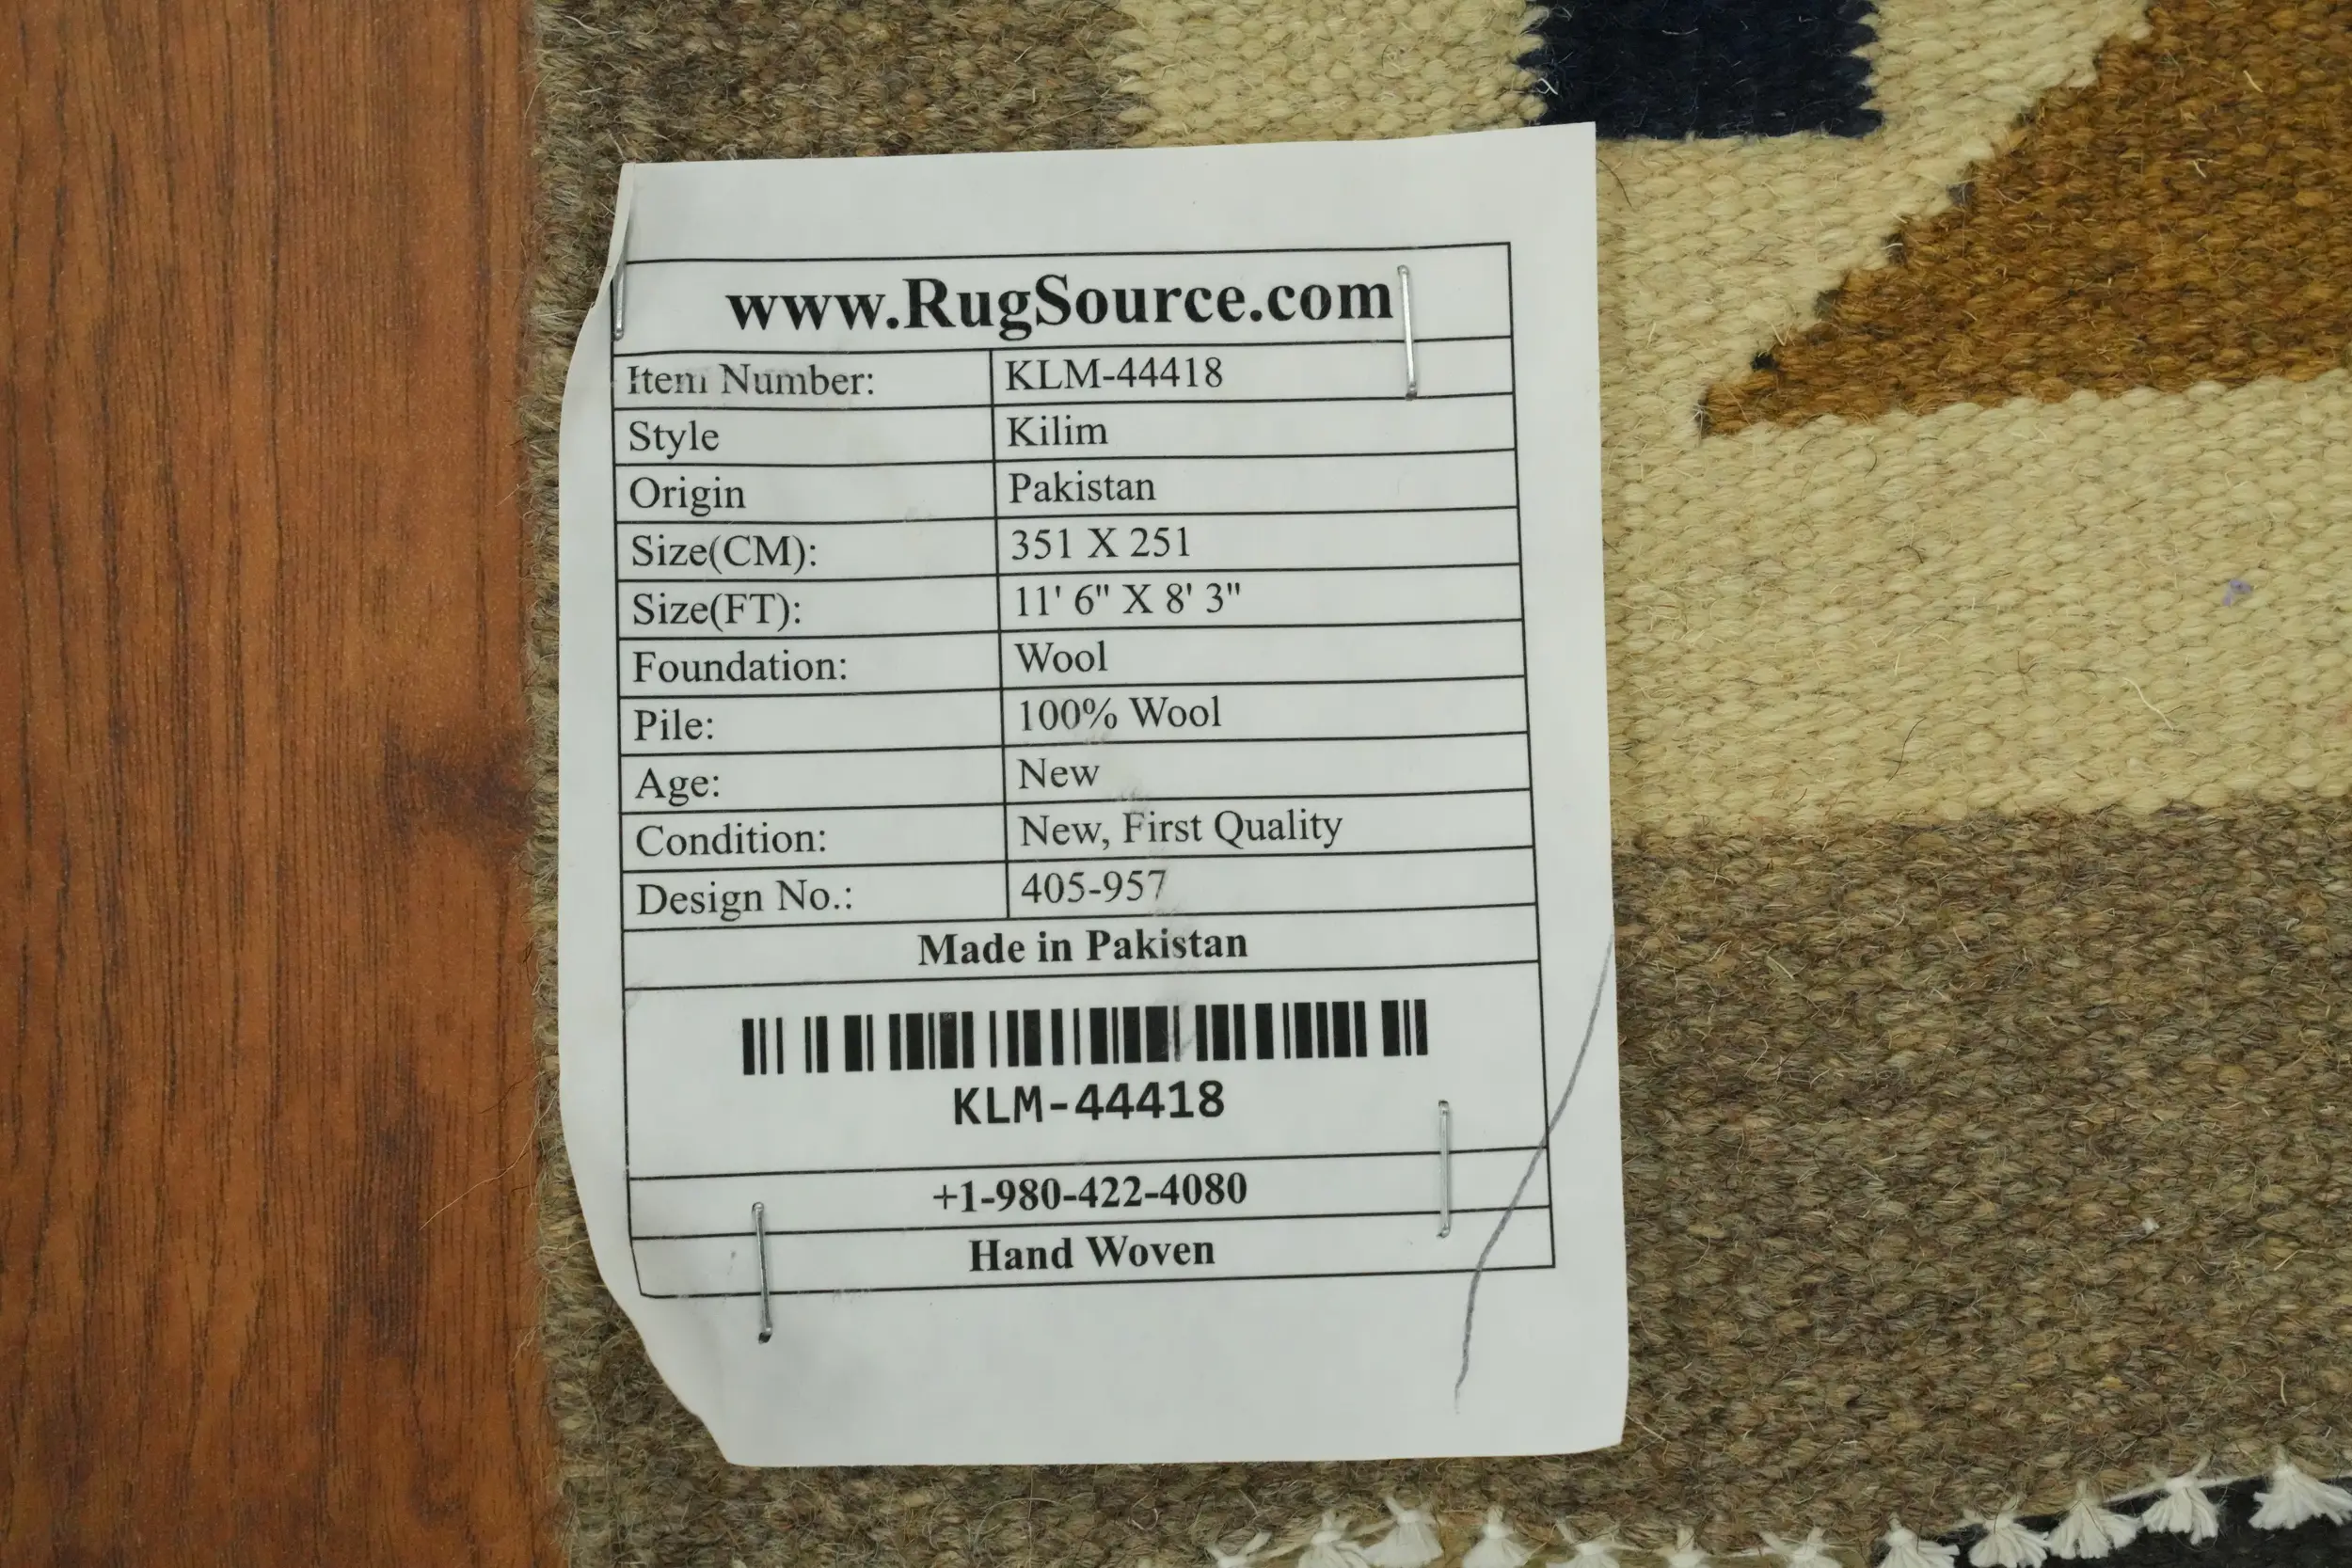 www.RugSource.com
Item Number: KLM-44418
Style Kilim
Origin Pakistan
Size(CM): 351 X 251
Size(FT): 11' 6" X 8' 3"
Foundation: Wool
Pile: 100% Wool
Age: New
Condition: New, First Quality
Design No.: 405-957
Made in Pakistan
KLM-44418
+1-980-422-4080
Hand Woven